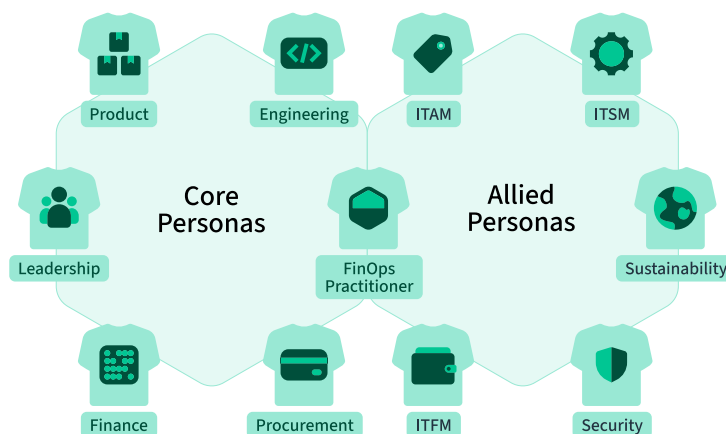 Product
Engineering
ITAM
ITSM
Core
Personas
Allied
Personas
Leadership
FinOps
Practitioner
Sustainability
Finance
Procurement
ITFM
Security